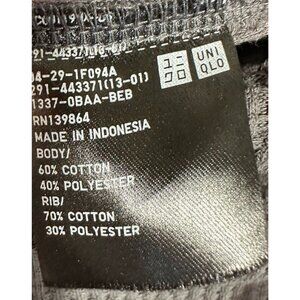 291-443371(13-01)
04-29-1F094A
291-443371(13-01)
1337-0BAA-BEB
RN139864
MADE IN INDONESIA
BODY/
60% COTTON
40% POLYESTER
RIB/
70% COTTON
30% POLYESTER
ユニクロ
UNI
QLO